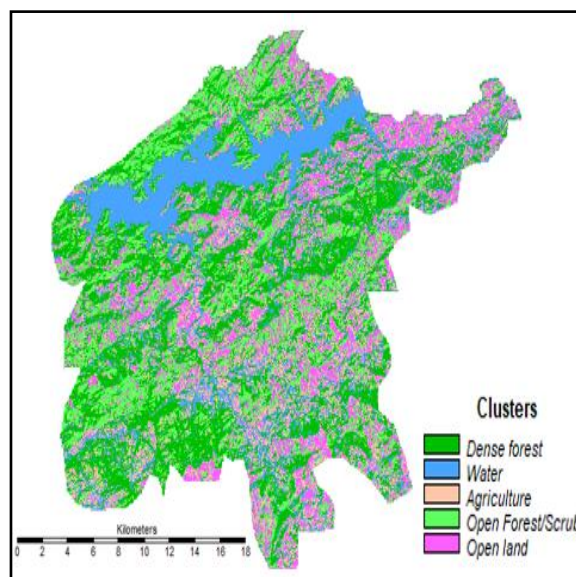 Clusters
Dense forest
Water
Agriculture
Open Forest/Scrub
Open land
Kilometers
0 2 4 6 8 10 12 14 16 18